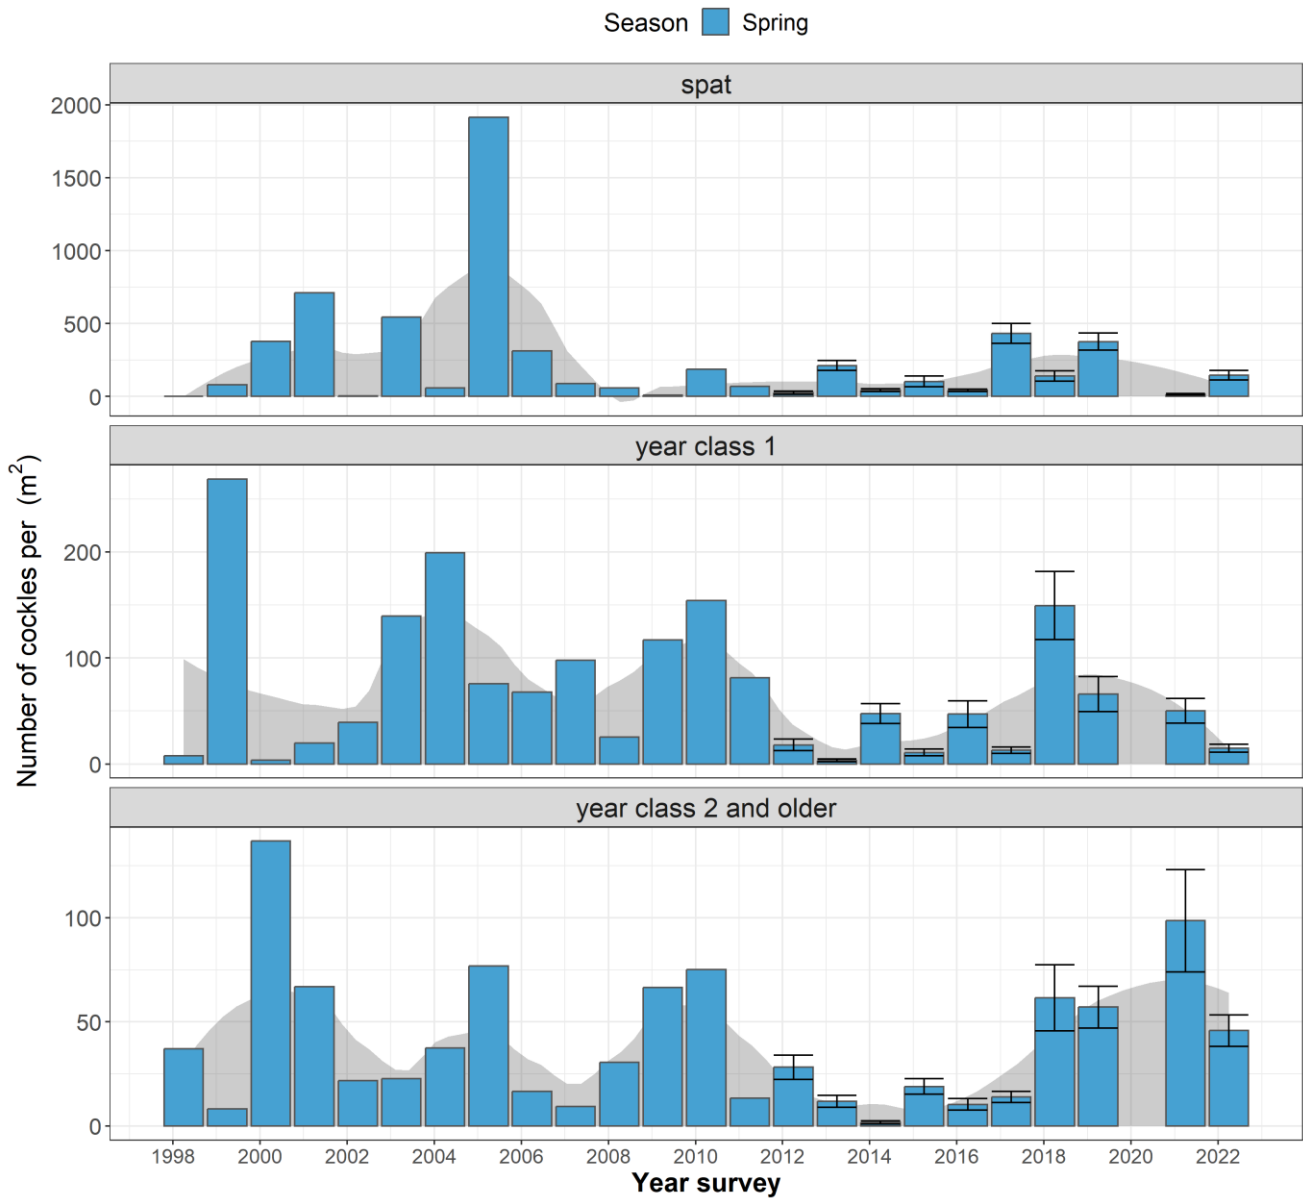 Season Spring
spat
2000
1500
1000
500
0
year class 1
200
100
0
year class 2 and older
100
50
0
Number of cockles per (m²)
1998 2000 2002 2004 2006 2008 2010 2012 2014 2016 2018 2020 2022
Year survey